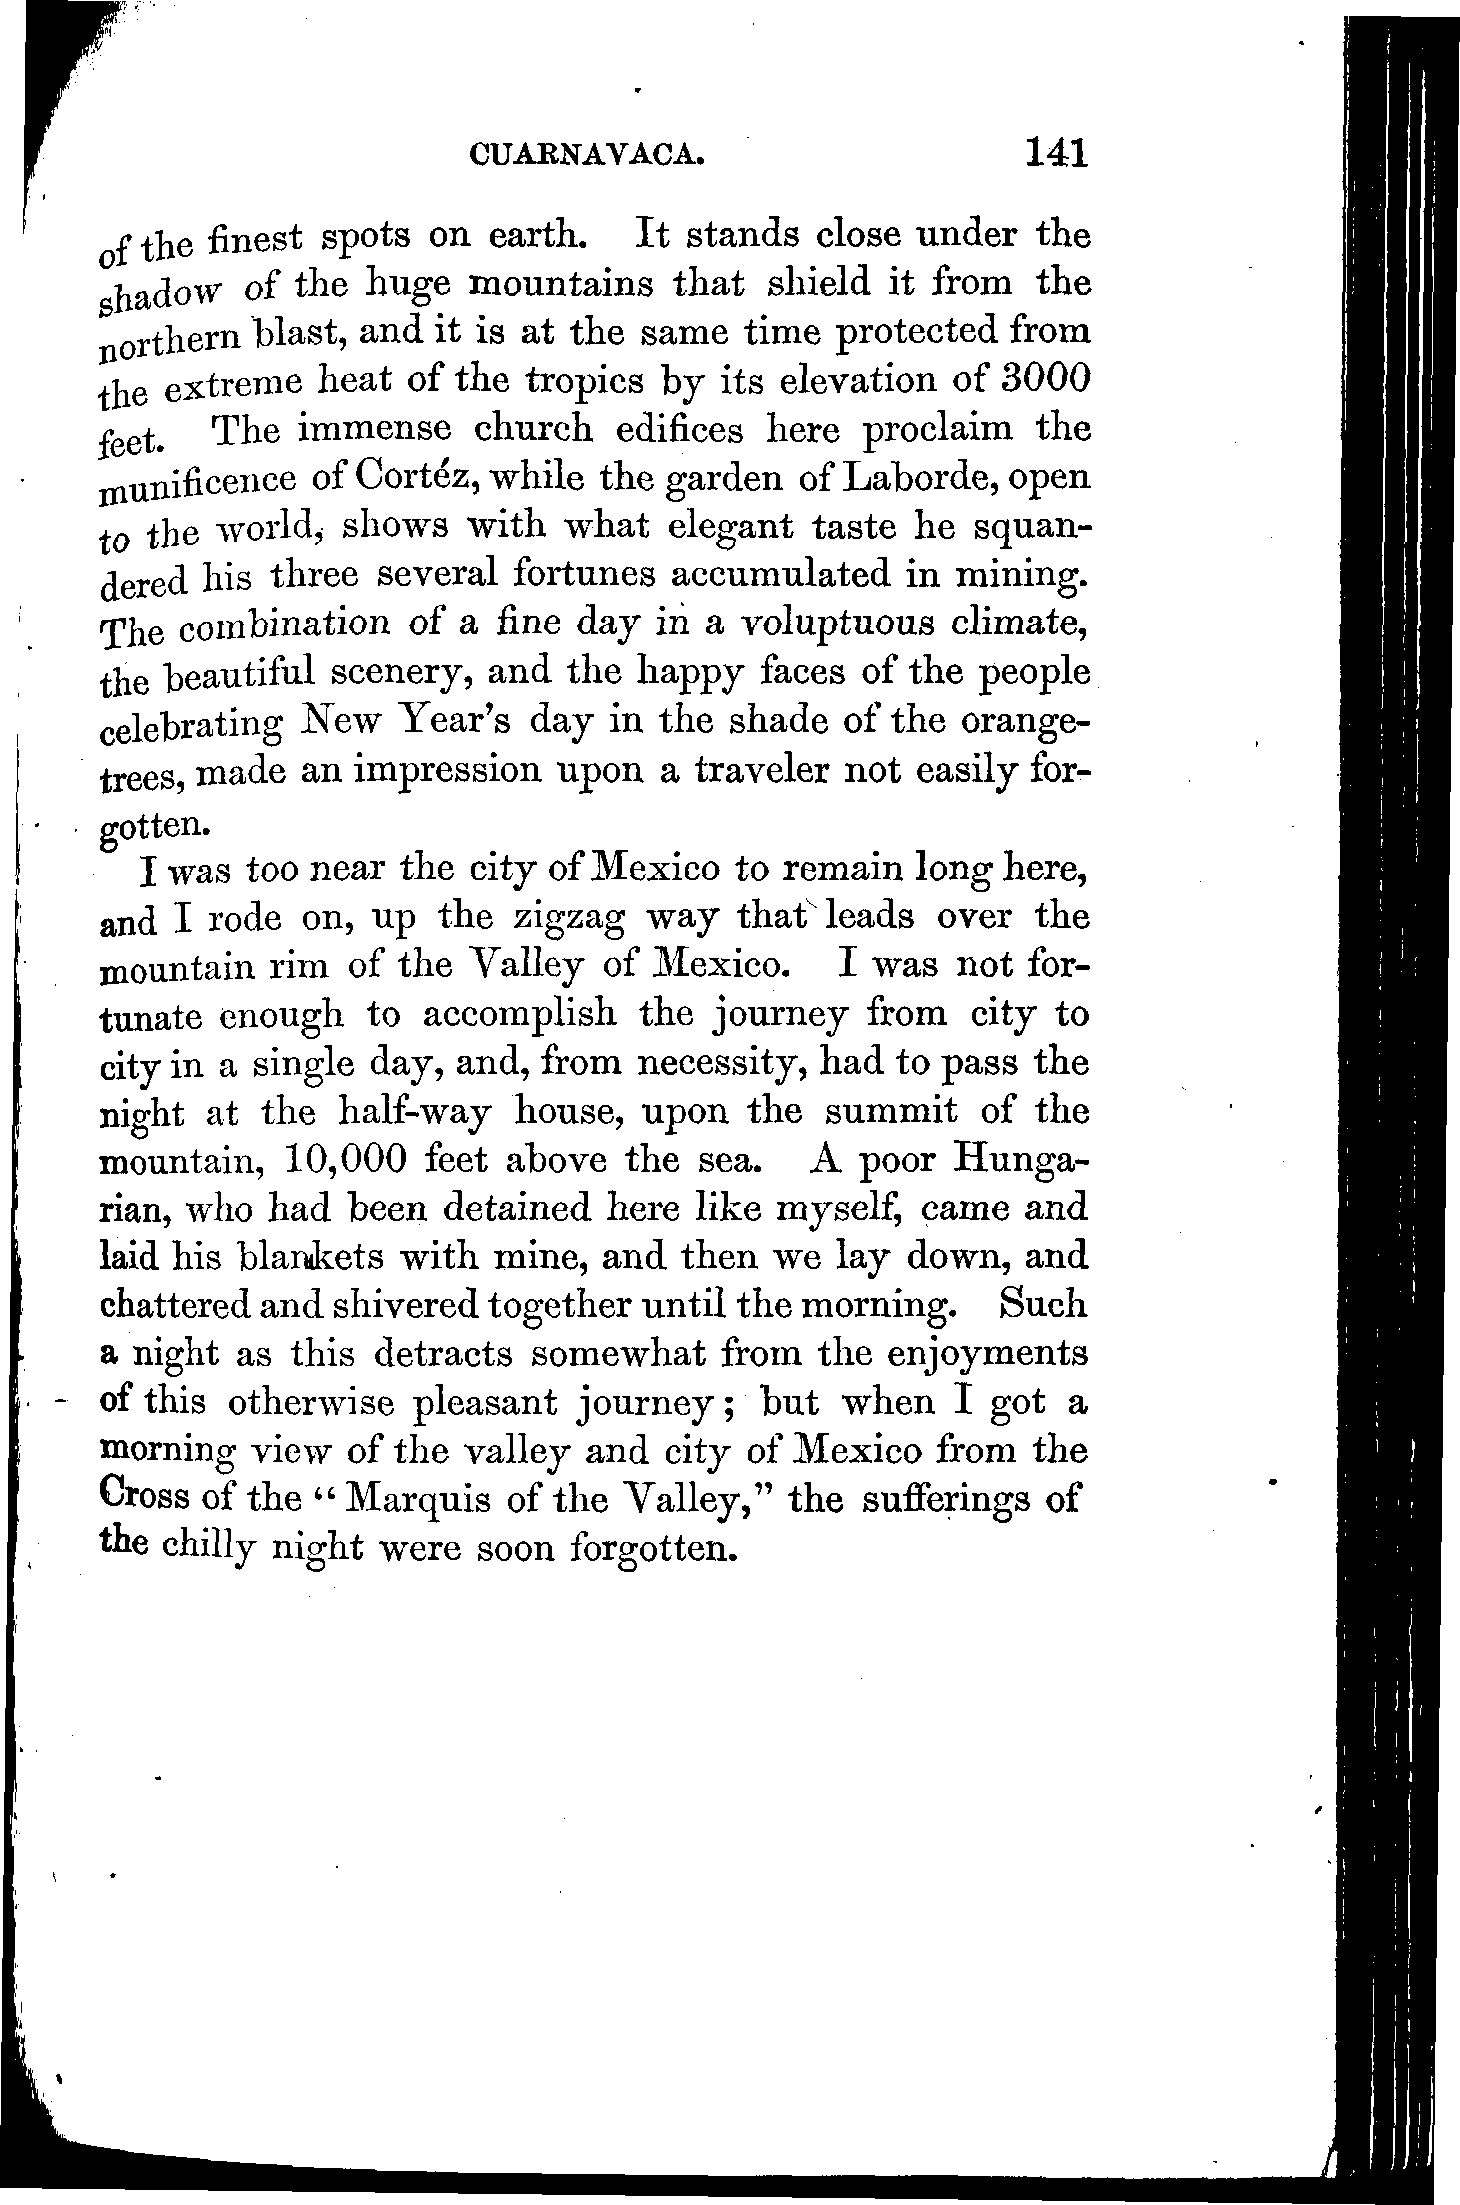 CUARNAVACA. 141
of the finest spots on earth. It stands close under the
shadow of the huge mountains that shield it from the
northern blast, and it is at the same time protected from
the extreme heat of the tropics by its elevation of 3000
feet. The immense church edifices here proclaim the
munificence of Cortéz, while the garden of Laborde, open
to the world, shows with what elegant taste he squan-
dered his three several fortunes accumulated in mining.
The combination of a fine day in a voluptuous climate,
the beautiful scenery, and the happy faces of the people
celebrating New Year's day in the shade of the orange-
trees, made an impression upon a traveler not easily for-
gotten.
I was too near the city of Mexico to remain long here,
and I rode on, up the zigzag way that leads over the
mountain rim of the Valley of Mexico. I was not for-
tunate enough to accomplish the journey from city to
city in a single day, and, from necessity, had to pass the
night at the half-way house, upon the summit of the
mountain, 10,000 feet above the sea. A poor Hunga-
rian, who had been detained here like myself, came and
laid his blankets with mine, and then we lay down, and
chattered and shivered together until the morning. Such
a night as this detracts somewhat from the enjoyments
of this otherwise pleasant journey; but when I got a
morning view of the valley and city of Mexico from the
Cross of the "Marquis of the Valley," the sufferings of
the chilly night were soon forgotten.